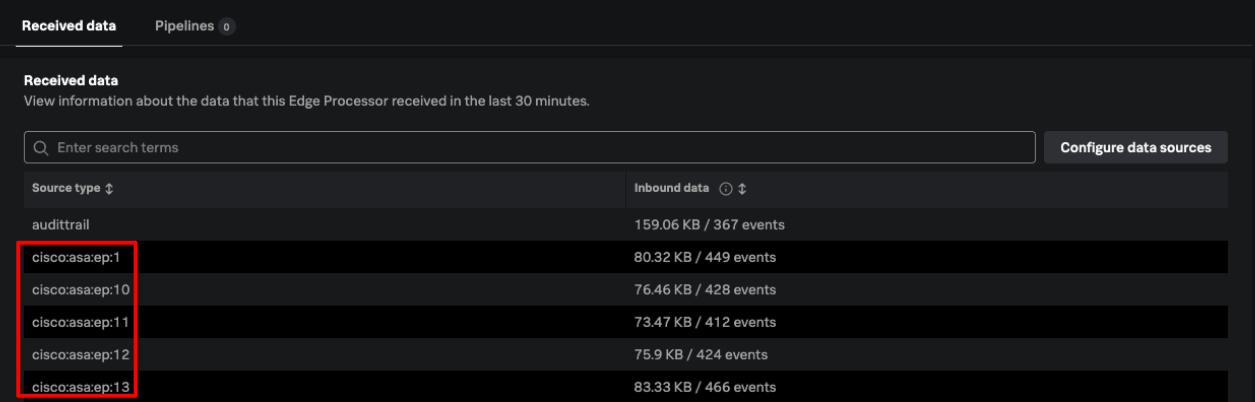 Received data Pipelines 0
Received data
View information about the data that this Edge Processor received in the last 30 minutes.
Enter search terms Configure data sources
Source type Inbound data
audittrail 159.06 KB / 367 events
cisco:asa:ep:1 80.32 KB / 449 events
cisco:asa:ep:10 76.46 KB / 428 events
cisco:asa:ep:11 73.47 KB / 412 events
cisco:asa:ep:12 75.9 KB / 424 events
cisco:asa:ep:13 83.33 KB / 466 events